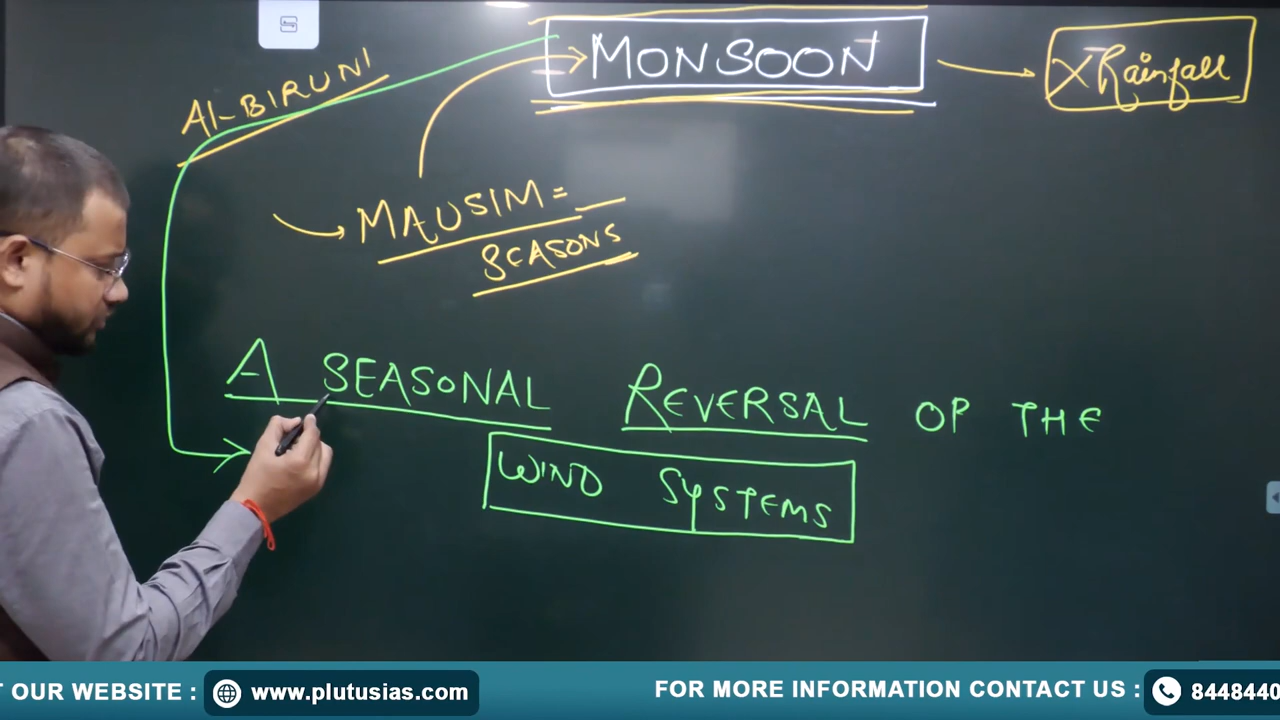 MONSOON
X Rainfall
Al-BIRUNI
MAUSIM =
SEASONS
A SEASONAL REVERSAL OF THE
WIND SYSTEMS
T OUR WEBSITE : www.plutusias.com FOR MORE INFORMATION CONTACT US : 8448440